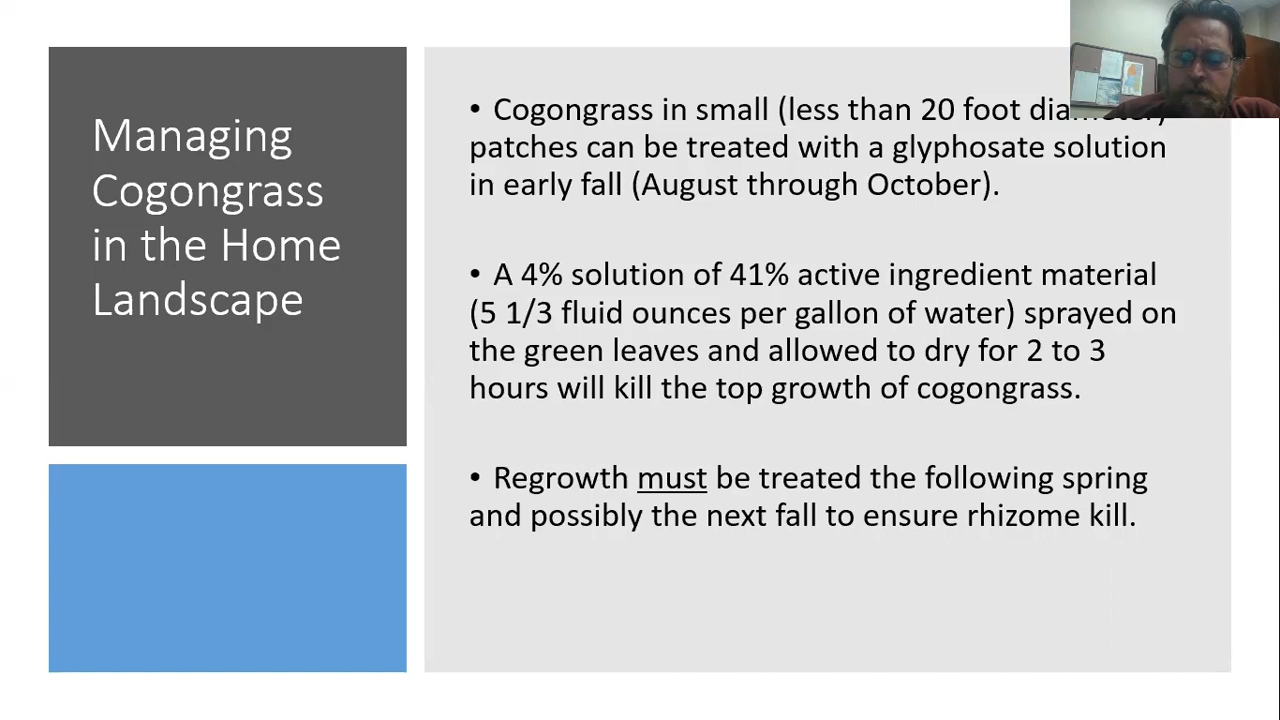 Managing
Cogongrass
in the Home
Landscape
• Cogongrass in small (less than 20 foot
patches can be treated with a glyphosate solution
in early fall (August through October).
• A 4% solution of 41% active ingredient material
(5 1/3 fluid ounces per gallon of water) sprayed on
the green leaves and allowed to dry for 2 to 3
hours will kill the top growth of cogongrass.
• Regrowth must be treated the following spring
and possibly the next fall to ensure rhizome kill.